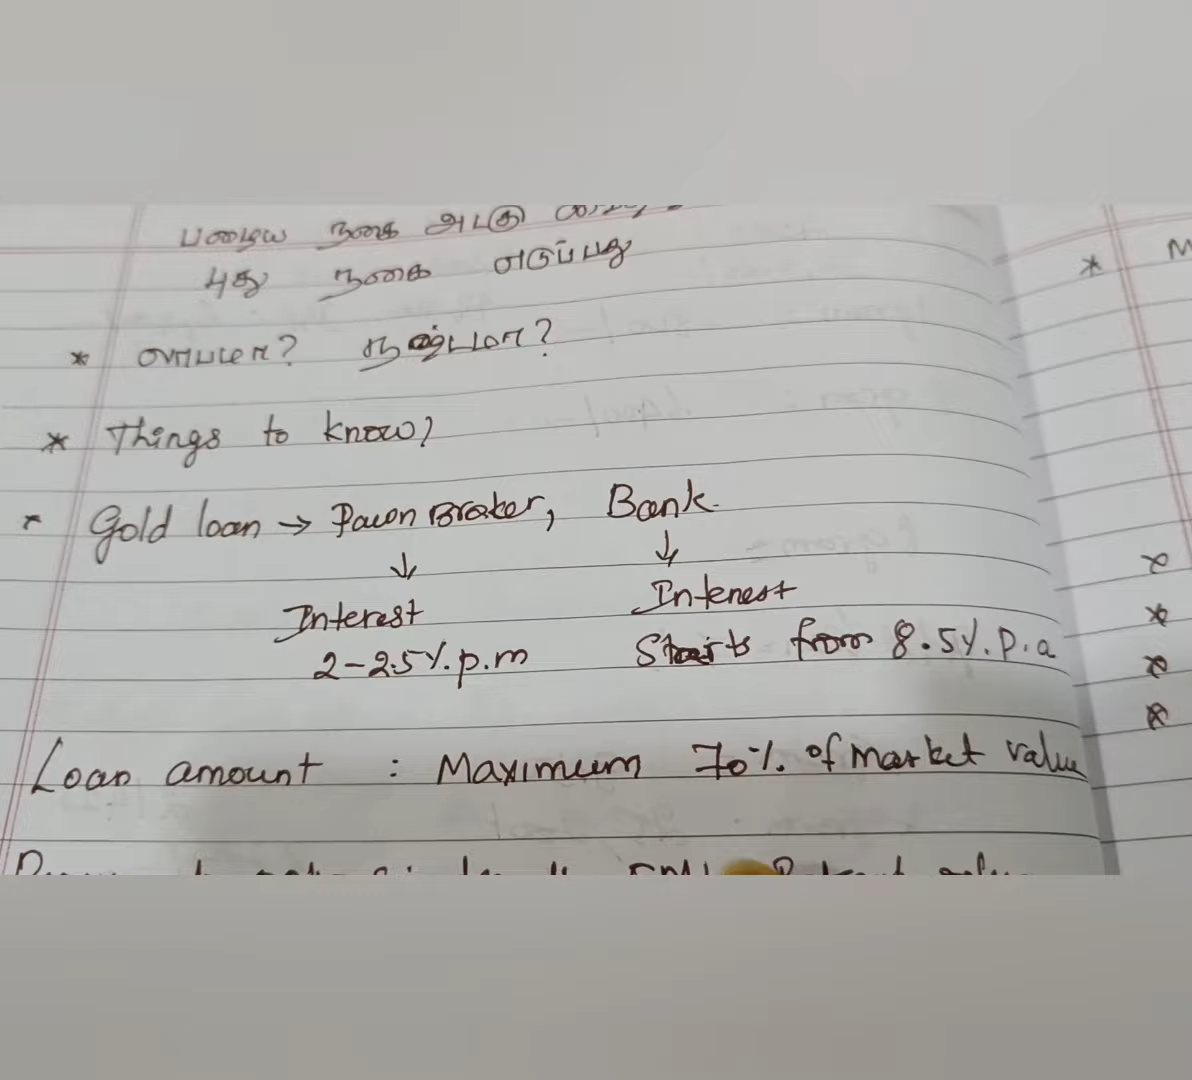 பழைய நகை அடகு
புது நகை எடுப்பது
* லாபமா? நஷ்டமா?
* Things to know?
* Gold loan → Pawn Broker, Bank.
↓ ↓
Interest Interest
2-2.5%.p.m Starts from 8.5%.p.a
Loan amount : Maximum 70%. of market value
* M
*
*
*
*